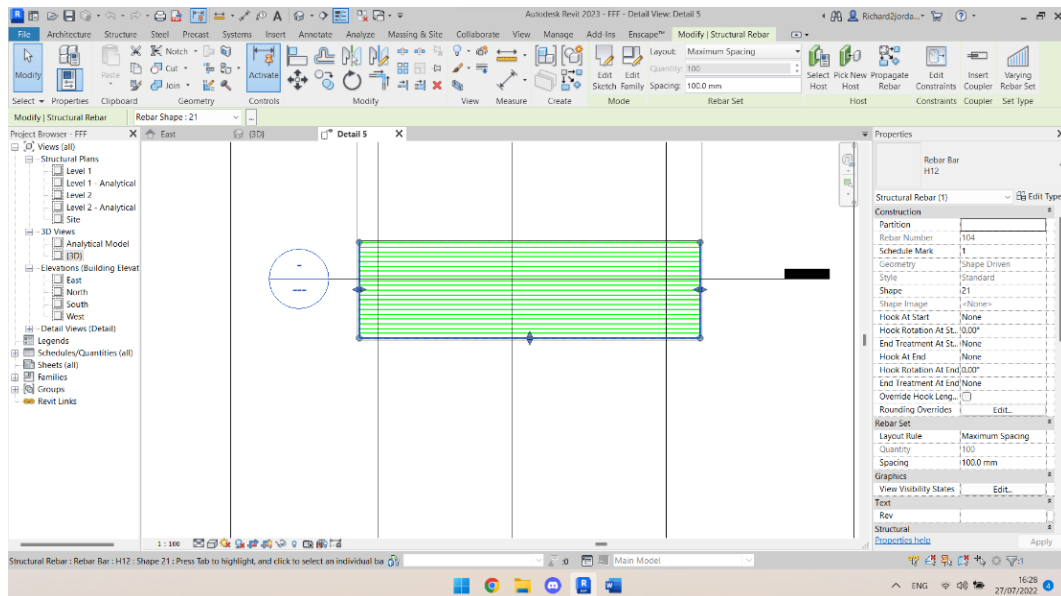 Autodesk Revit 2023 - FFF - Detail View: Detail 5
Richard2jorda...
File Architecture Structure Steel Precast Systems Insert Annotate Analyze Massing & Site Collaborate View Manage Add-Ins Enscape™ Modify | Structural Rebar
Modify Paste Notch Cut Join Activate Edit Sketch Edit Family Layout: Maximum Spacing Quantity: 100 Spacing: 100.0 mm Select Host Pick New Host Propagate Rebar Edit Constraints Insert Coupler Varying Rebar Set
Select Properties Clipboard Geometry Controls Modify View Measure Create Mode Rebar Set Host Constraints Coupler Set Type
Modify | Structural Rebar Rebar Shape : 21 ...
Project Browser - FFF X East {3D} Detail 5 X Properties X
Views (all)
Structural Plans
Level 1
Level 1 - Analytical
Level 2
Level 2 - Analytical
Site
3D Views
Analytical Model
{3D}
Elevations (Building Elevat
East
North
South
West
Detail Views (Detail)
Legends
Schedules/Quantities (all)
Sheets (all)
Families
Groups
Revit Links
-
---
Rebar Bar
H12
Structural Rebar (1) Edit Type
Construction
Partition
Rebar Number 104
Schedule Mark 1
Geometry Shape Driven
Style Standard
Shape 21
Shape Image <None>
Hook At Start None
Hook Rotation At St... 0.00°
End Treatment At St... None
Hook At End None
Hook Rotation At End 0.00°
End Treatment At End None
Override Hook Leng...
Rounding Overrides Edit...
Rebar Set
Layout Rule Maximum Spacing
Quantity 100
Spacing 100.0 mm
Graphics
View Visibility States Edit...
Text
Rev
Structural
Properties help Apply
1 : 100
Structural Rebar : Rebar Bar : H12 : Shape 21 : Press Tab to highlight, and click to select an individual ba :0 Main Model :1
ENG 16:28
27/07/2022 4